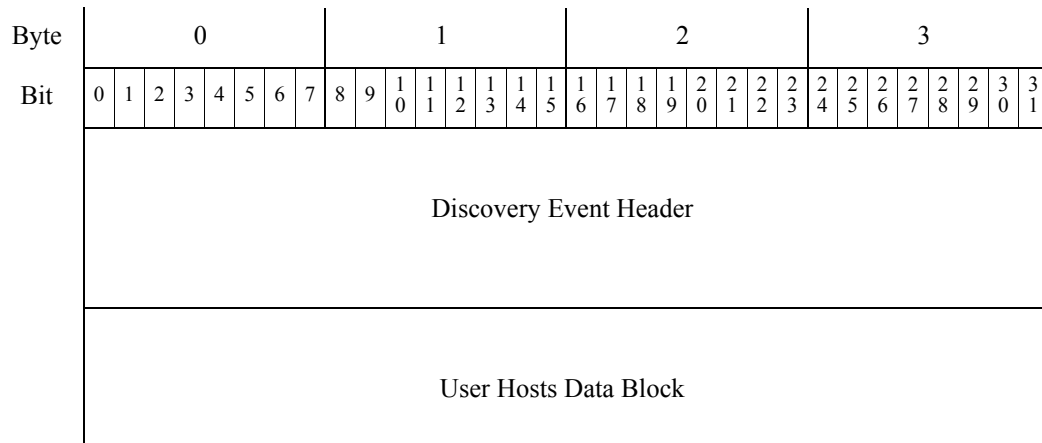 Byte 0 1 2 3
Bit 0 1 2 3 4 5 6 7 8 9 10 11 12 13 14 15 16 17 18 19 20 21 22 23 24 25 26 27 28 29 30 31
Discovery Event Header
User Hosts Data Block